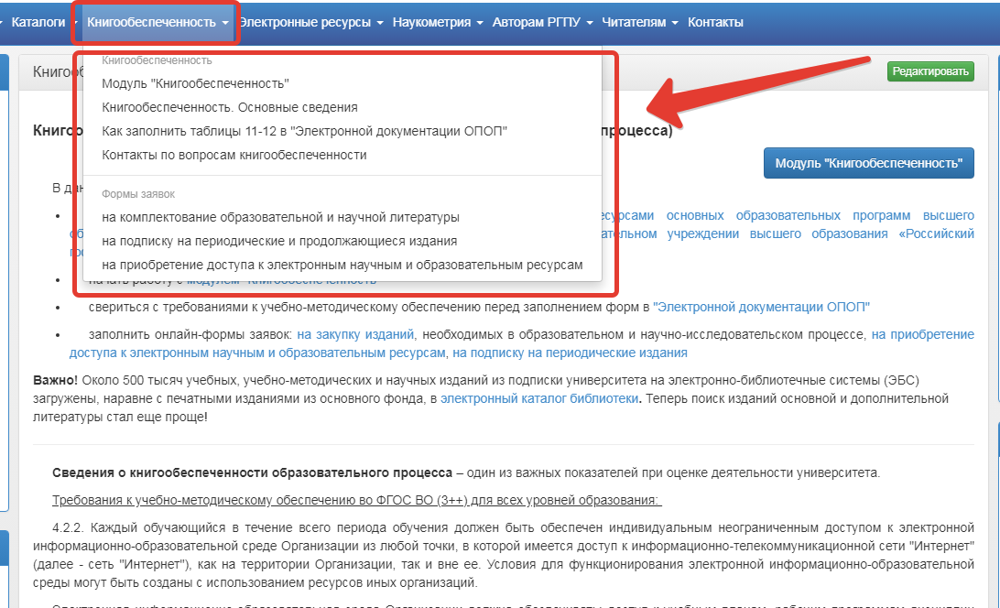 Каталоги Книгообеспеченность Электронные ресурсы Наукометрия Авторам РГПУ Читателям Контакты
Книгообеспеченность
Книгооб
Редактировать
Модуль "Книгообеспеченность"
Книгообеспеченность. Основные сведения
Как заполнить таблицы 11-12 в "Электронной документации ОПОП"
Книгоо процесса)
Контакты по вопросам книгообеспеченности
Модуль "Книгообеспеченность"
В дан
Формы заявок
на комплектование образовательной и научной литературы
есурсами основных образовательных программ высшего
об ательном учреждении высшего образования «Российский
на подписку на периодические и продолжающиеся издания
на приобретение доступа к электронным научным и образовательным ресурсам
начать работу с модулем "Книгообеспеченность"
• свериться с требованиями к учебно-методическому обеспечению перед заполнением форм в "Электронной документации ОПОП"
• заполнить онлайн-формы заявок: на закупку изданий, необходимых в образовательном и научно-исследовательском процессе, на приобретение
доступа к электронным научным и образовательным ресурсам, на подписку на периодические издания
Важно! Около 500 тысяч учебных, учебно-методических и научных изданий из подписки университета на электронно-библиотечные системы (ЭБС)
загружены, наравне с печатными изданиями из основного фонда, в электронный каталог библиотеки. Теперь поиск изданий основной и дополнительной
литературы стал еще проще!
Сведения о книгообеспеченности образовательного процесса – один из важных показателей при оценке деятельности университета.
Требования к учебно-методическому обеспечению во ФГОС ВО (3++) для всех уровней образования:
4.2.2. Каждый обучающийся в течение всего периода обучения должен быть обеспечен индивидуальным неограниченным доступом к электронной
информационно-образовательной среде Организации из любой точки, в которой имеется доступ к информационно-телекоммуникационной сети "Интернет"
(далее - сеть "Интернет"), как на территории Организации, так и вне ее. Условия для функционирования электронной информационно-образовательной
среды могут быть созданы с использованием ресурсов иных организаций.